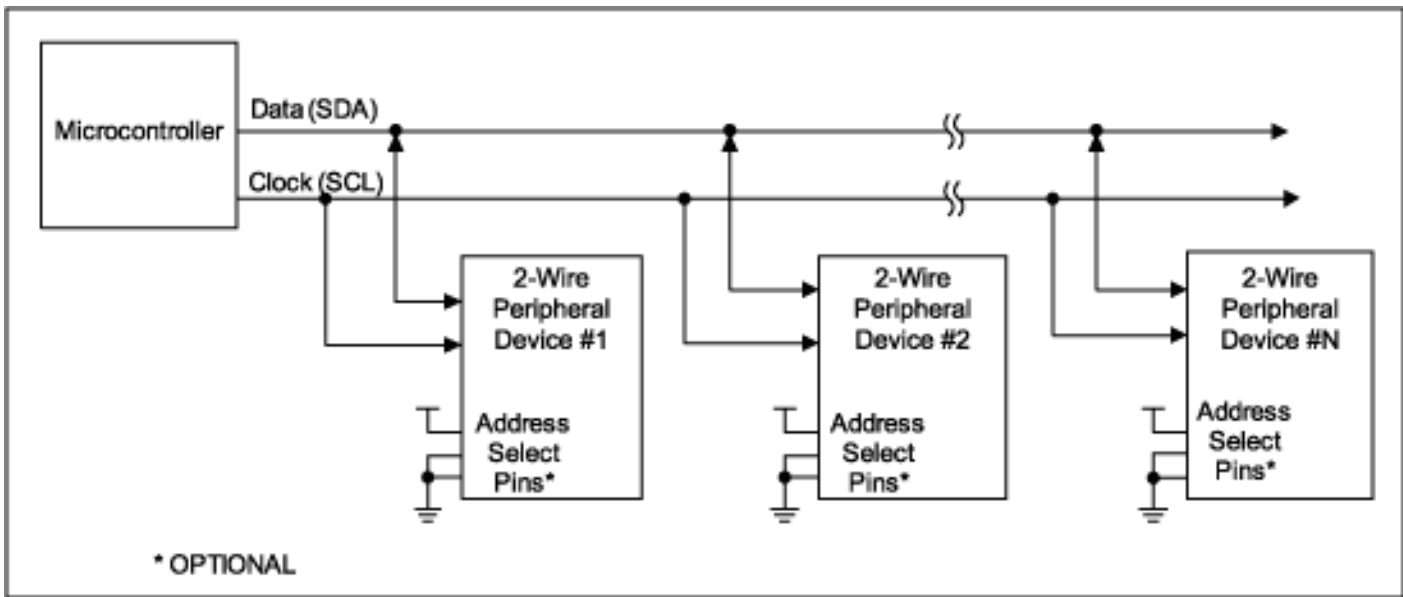 Microcontroller
Data (SDA)
Clock (SCL)
2-Wire
Peripheral
Device #1
Address
Select
Pins*
2-Wire
Peripheral
Device #2
Address
Select
Pins*
2-Wire
Peripheral
Device #N
Address
Select
Pins*
* OPTIONAL